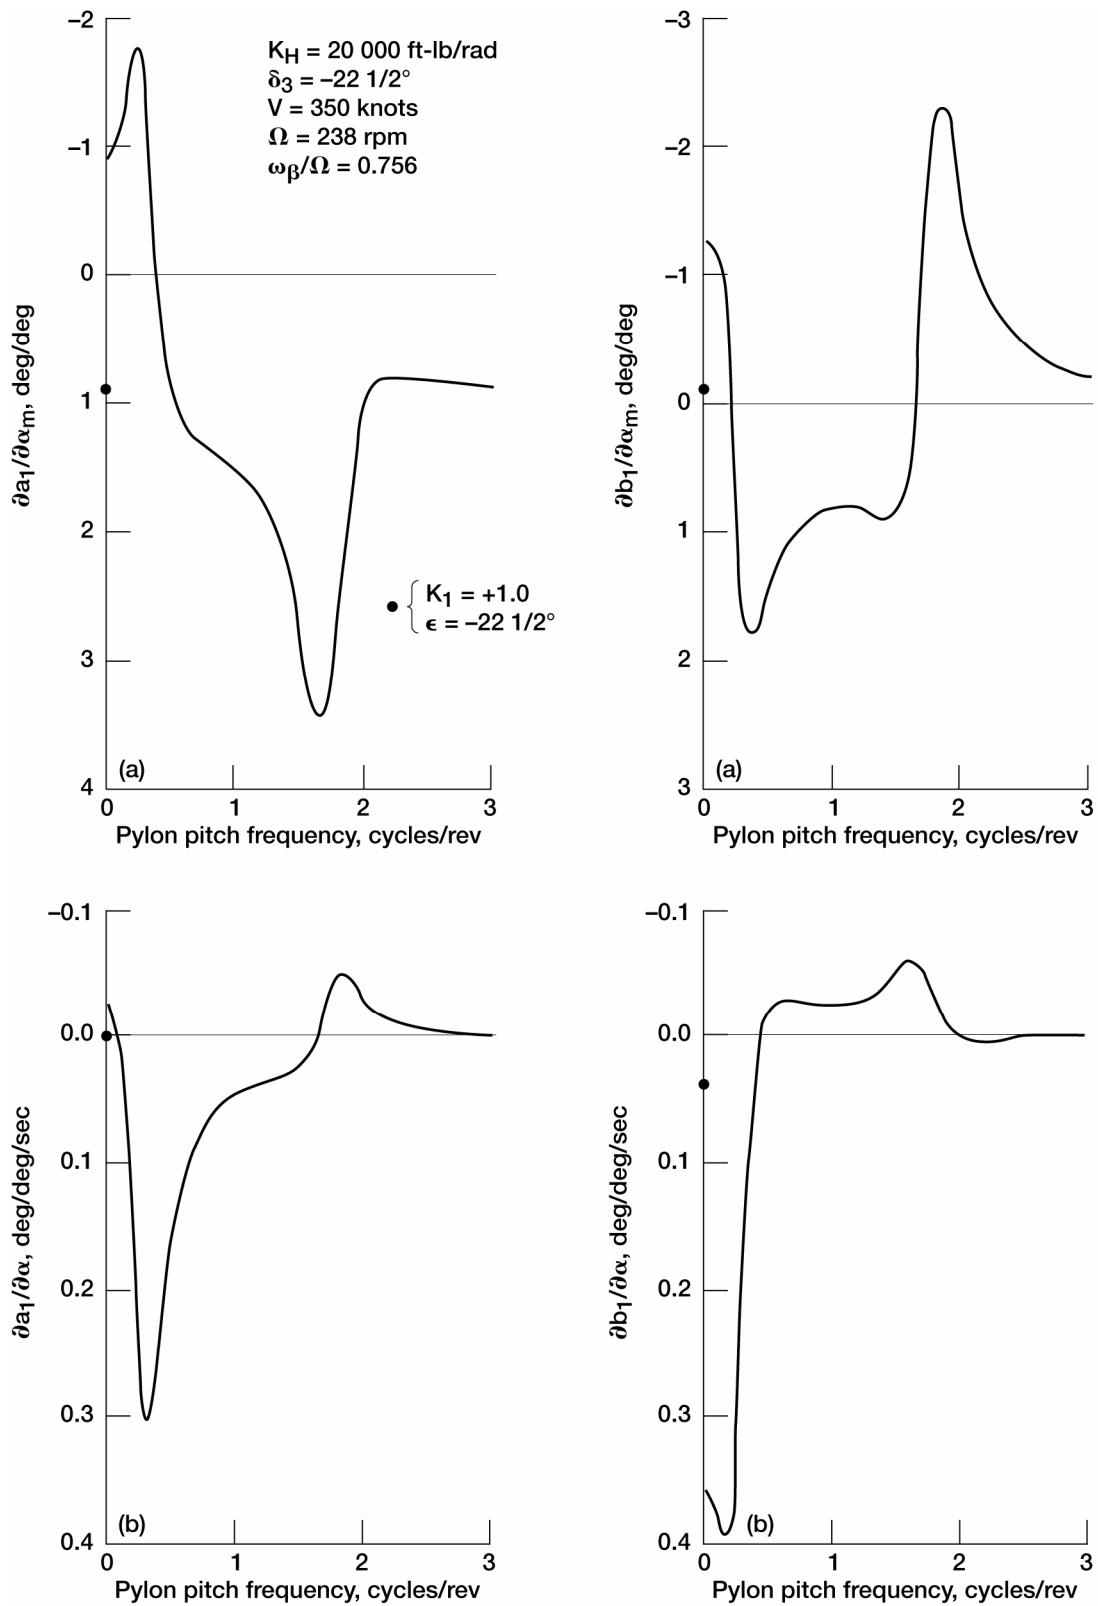 K_H = 20 000 ft-lb/rad
δ_3 = –22 1/2°
V = 350 knots
Ω = 238 rpm
ω_β/Ω = 0.756
–2
–1
0
1
2
3
4
∂a_1/∂α_m, deg/deg
K_1 = +1.0
ϵ = –22 1/2°
(a)
0 1 2 3
Pylon pitch frequency, cycles/rev
–3
–2
–1
0
1
2
3
∂b_1/∂α_m, deg/deg
(a)
0 1 2 3
Pylon pitch frequency, cycles/rev
–0.1
0.0
0.1
0.2
0.3
0.4
∂a_1/∂α, deg/deg/sec
(b)
0 1 2 3
Pylon pitch frequency, cycles/rev
–0.1
0.0
0.1
0.2
0.3
0.4
∂b_1/∂α, deg/deg/sec
(b)
0 1 2 3
Pylon pitch frequency, cycles/rev